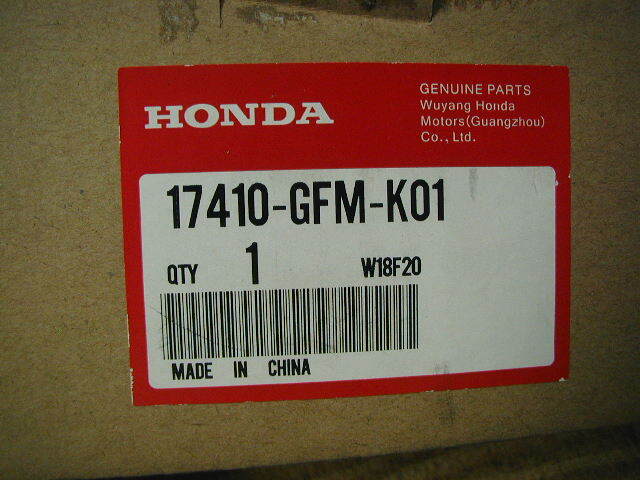 HONDA
GENUINE PARTS
Wuyang Honda
Motors(Guangzhou)
Co., Ltd.
17410-GFM-K01
QTY 1 W18F20
MADE IN CHINA